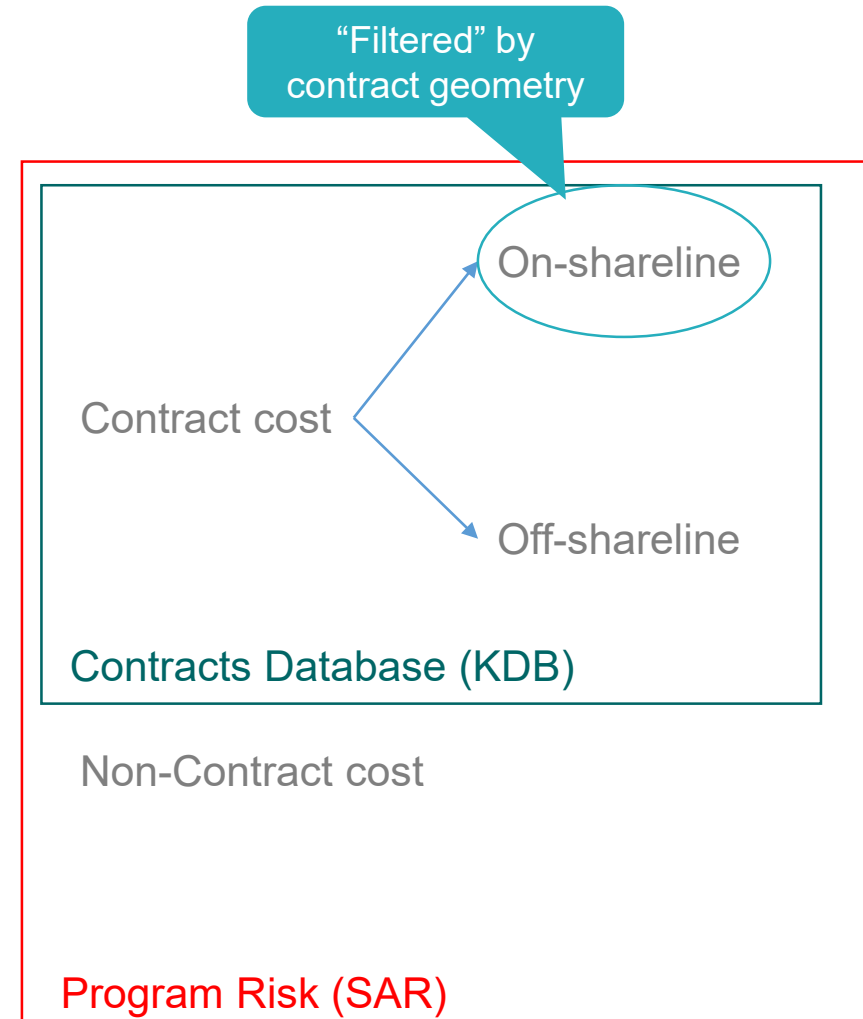 “Filtered” by
contract geometry
On-shareline
Contract cost
Off-shareline
Contracts Database (KDB)
Non-Contract cost
Program Risk (SAR)